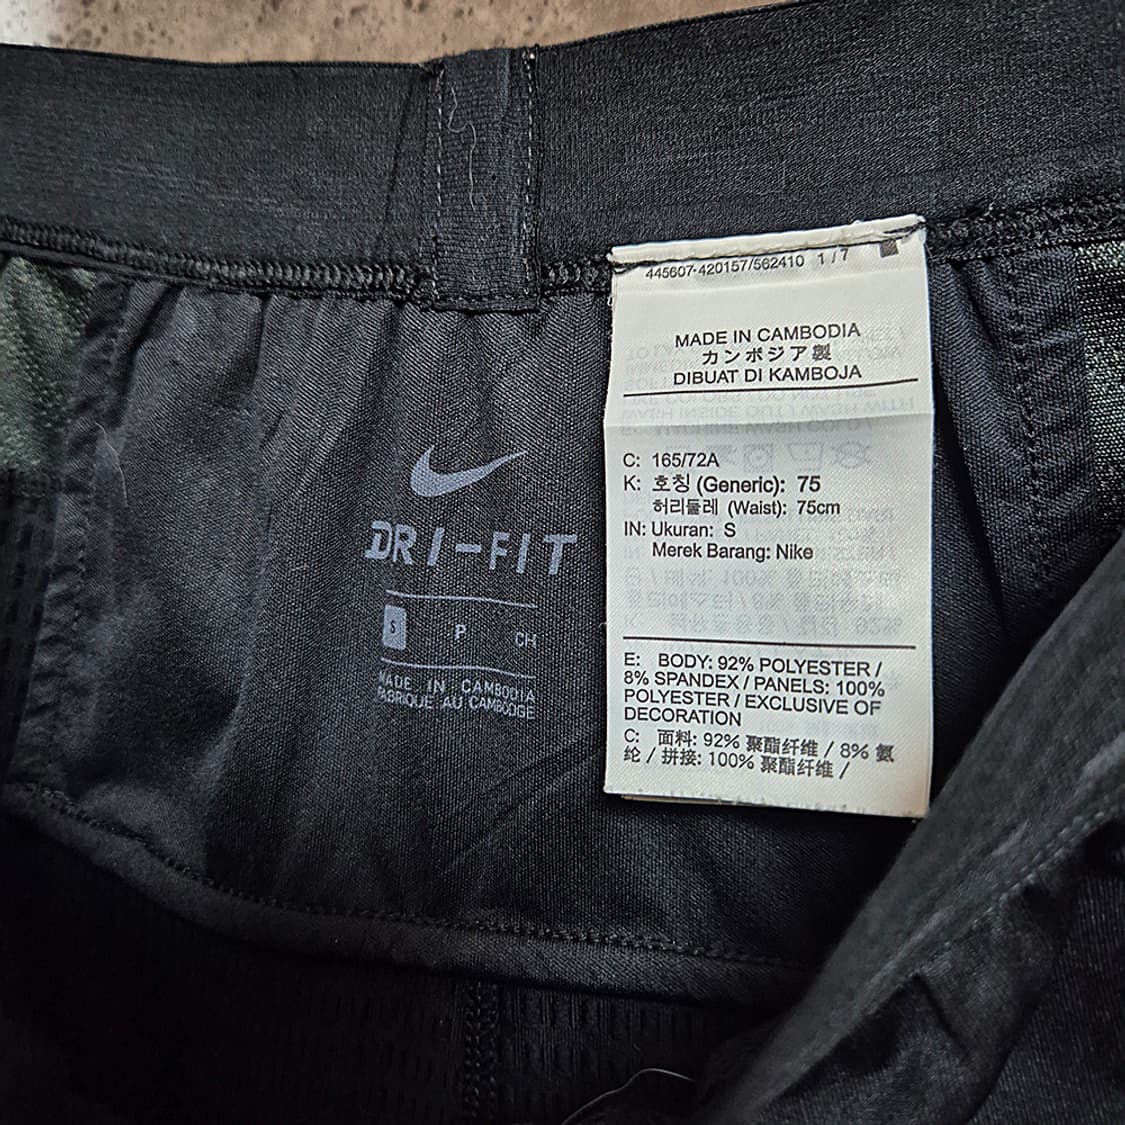 445607-420157/562410 1/7
MADE IN CAMBODIA
カンボジア製
DIBUAT DI KAMBOJA
C: 165/72A
K: 호칭 (Generic): 75
허리둘레 (Waist): 75cm
IN: Ukuran: S
Merek Barang: Nike
E: BODY: 92% POLYESTER /
8% SPANDEX / PANELS: 100%
POLYESTER / EXCLUSIVE OF
DECORATION
C: 面料: 92% 聚酯纤维 / 8% 氨
纶 / 拼接: 100% 聚酯纤维 /
DRI-FIT
S P CH
MADE IN CAMBODIA
FABRIQUÉ AU CAMBODGE